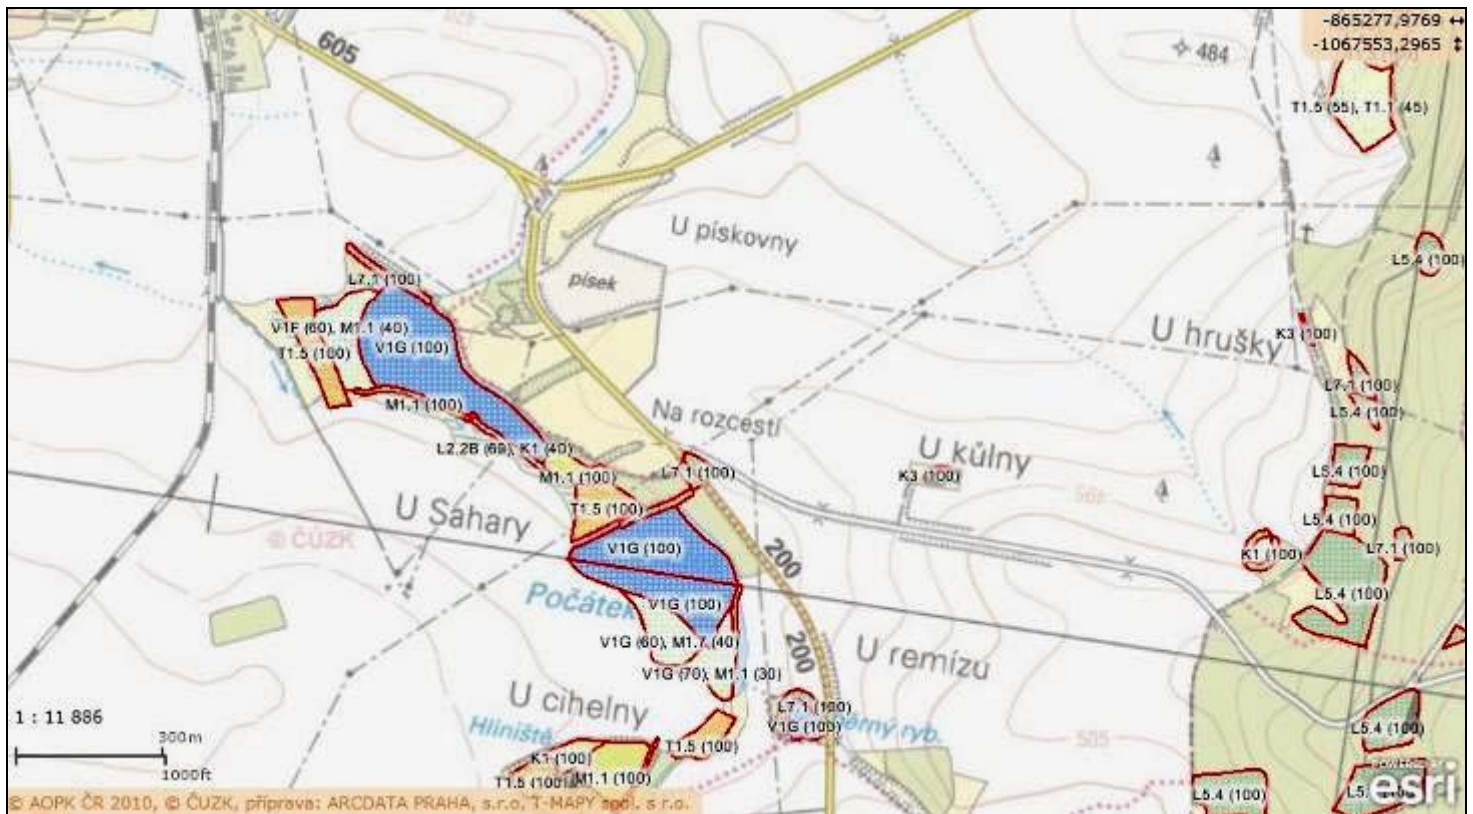 -865277,9769 ↔
-1067553,2965 ↕
605
484
T1.5 (55), T1.1 (45)
U pískovny
L5.4 (100)
L7.1 (100)
písek
V1F (60), M1.1 (40)
V1G (100)
T1.5 (100)
U hrušky
K3 (100)
L7.1 (100)
L5.4 (100)
M1.1 (100)
Na rozcestí
L2.2B (60), K1 (40)
U kůlny
M1.1 (100)
L7.1 (100)
K3 (100)
L5.4 (100)
495
U Sahary
T1.5 (100)
L5.4 (100)
© ČÚZK
V1G (100)
200
K1 (100)
L7.1 (100)
Počátek
V1G (100)
L5.4 (100)
V1G (60), M1.7 (40)
200
U remízu
V1G (70), M1.1 (30)
U cihelny
L7.1 (100)
1 : 11 886
Hliniště
V1G (100)
L5.4 (100)
300m
T1.5 (100)
505
K1 (100)
1000ft
T1.5 (100)
M1.1 (100)
L5.4 (100)
esri
© AOPK ČR 2010, © ČÚZK, příprava: ARCDATA PRAHA, s.r.o, T-MAPY spol. s r.o.